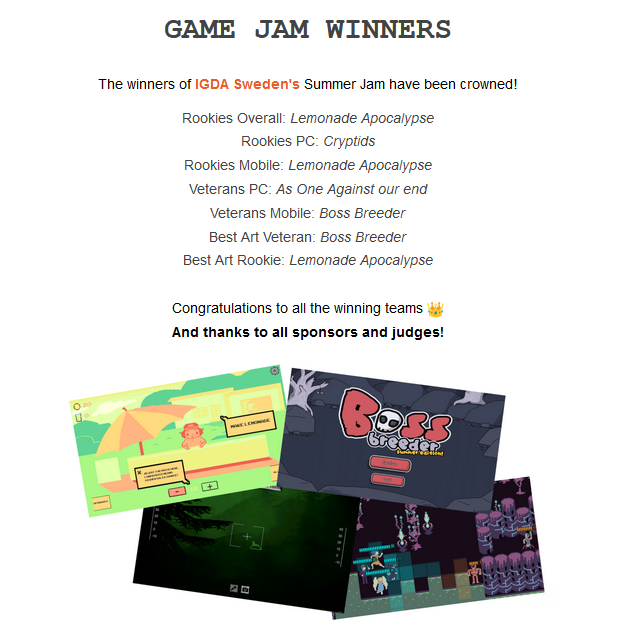 GAME JAM WINNERS
The winners of IGDA Sweden's Summer Jam have been crowned!
Rookies Overall: Lemonade Apocalypse
Rookies PC: Cryptids
Rookies Mobile: Lemonade Apocalypse
Veterans PC: As One Against our end
Veterans Mobile: Boss Breeder
Best Art Veteran: Boss Breeder
Best Art Rookie: Lemonade Apocalypse
Congratulations to all the winning teams 👑
And thanks to all sponsors and judges!
MAKE LEMONADE
Boss
breeder
summer edition!